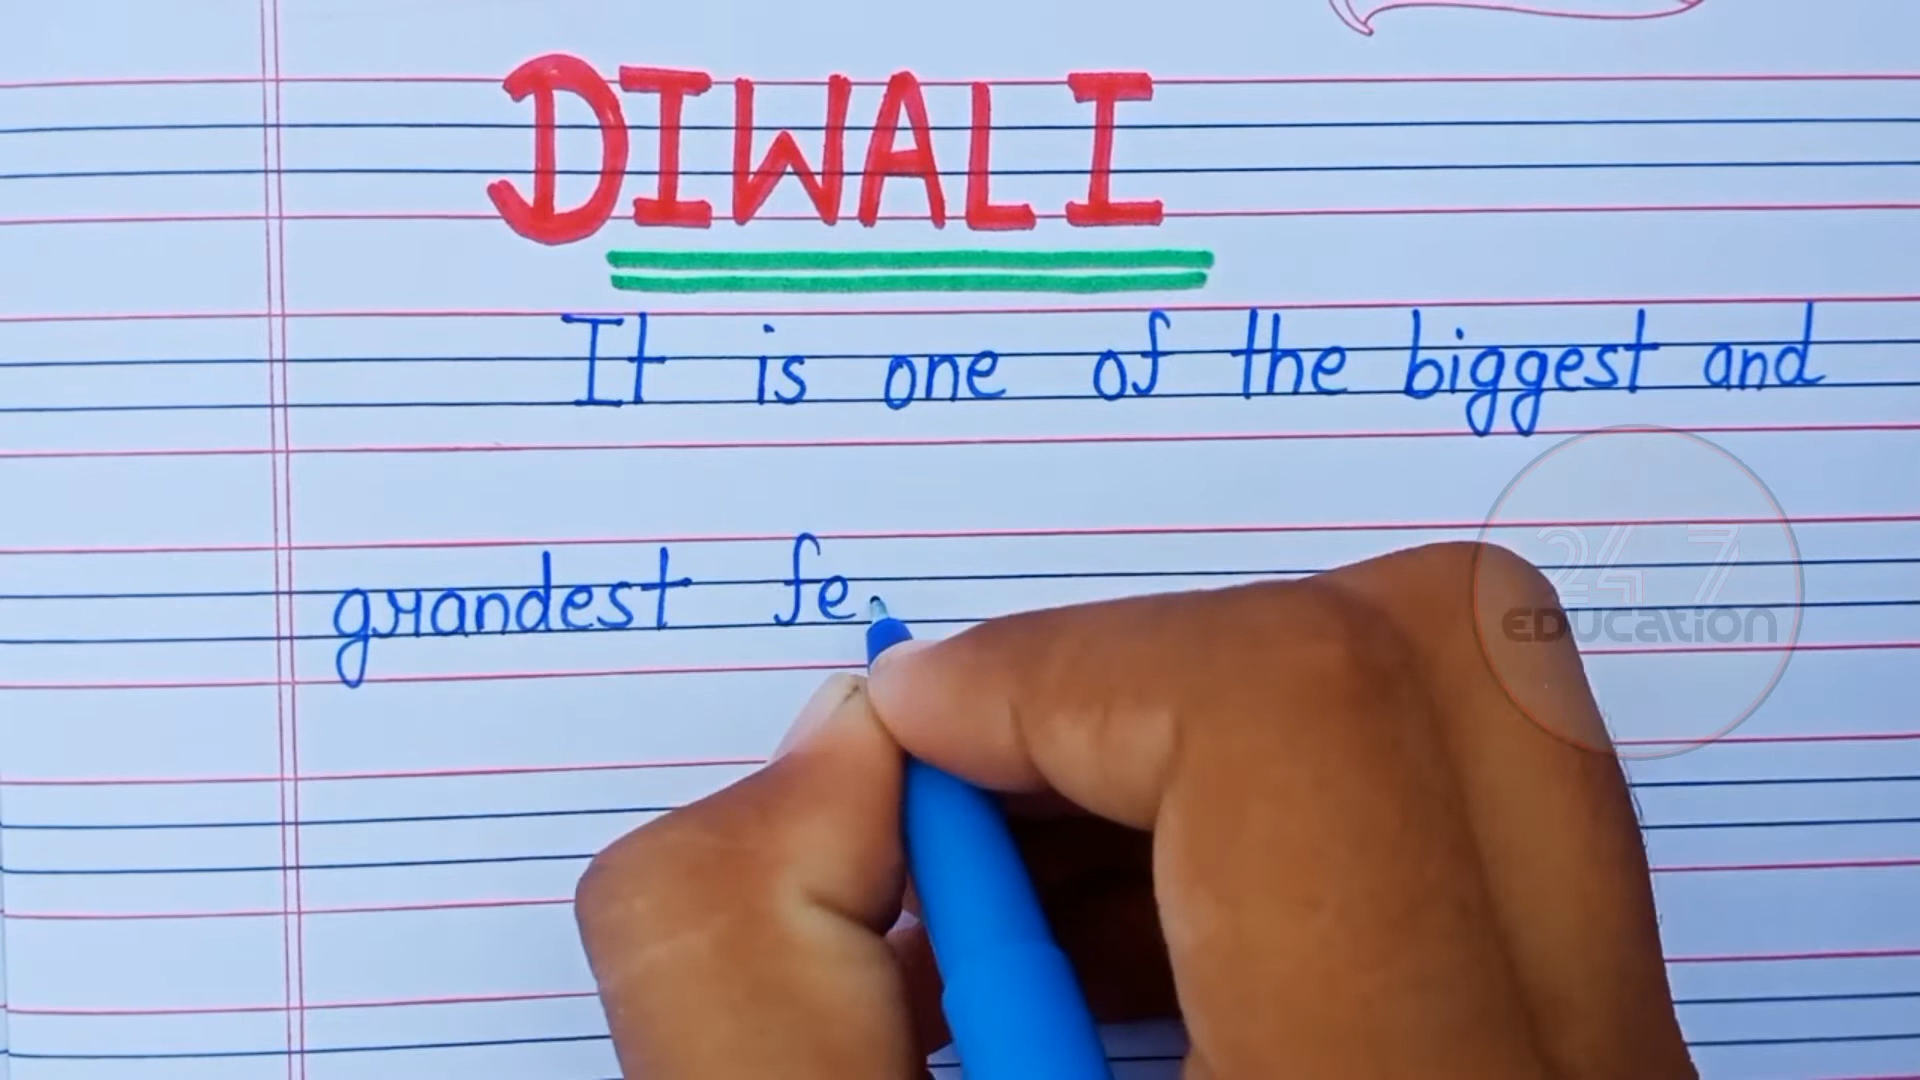 DIWALI
It is one of the biggest and
grandest fe
24 7
EDUCATION